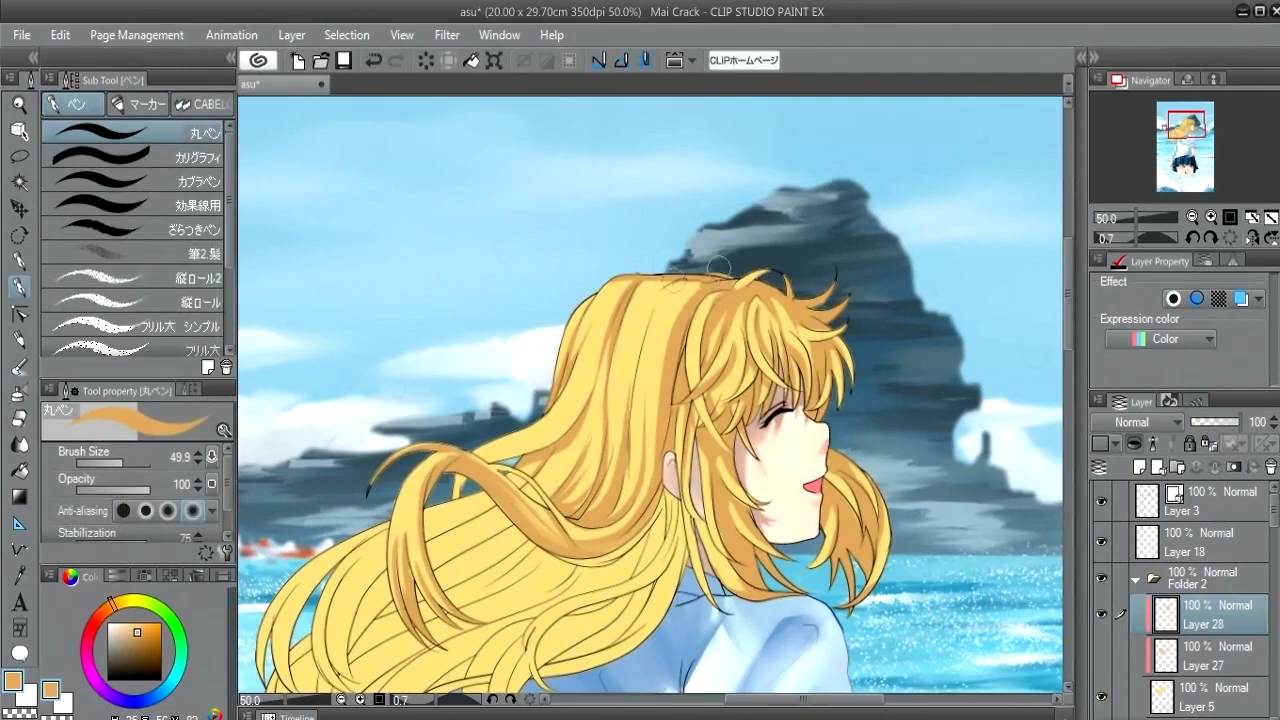 asu* (20.00 x 29.70cm 350dpi 50.0%) Mai Crack - CLIP STUDIO PAINT EX
File Edit Page Management Animation Layer Selection View Filter Window Help
CLIPホームページ
Sub Tool [ペン]
asu*
Navigator
ペン マーカー
丸ペン
カリグラフィ
カブラペン
効果線用
ざらつきペン
筆2.髪
縦ロール2
縦ロール
フリル大 シンプル
フリル大
50.0
0.7
Layer Property
Effect
Expression color
Color
Tool property [丸ペン]
丸ペン
Brush Size 49.9
Opacity 100
Anti-aliasing
Stabilization 75
Layer
Normal 100
100 % Normal
Layer 3
100 % Normal
Layer 18
100 % Normal
Folder 2
100 % Normal
Layer 28
100 % Normal
Layer 27
100 % Normal
Layer 5
50.0 0.7
Timeline